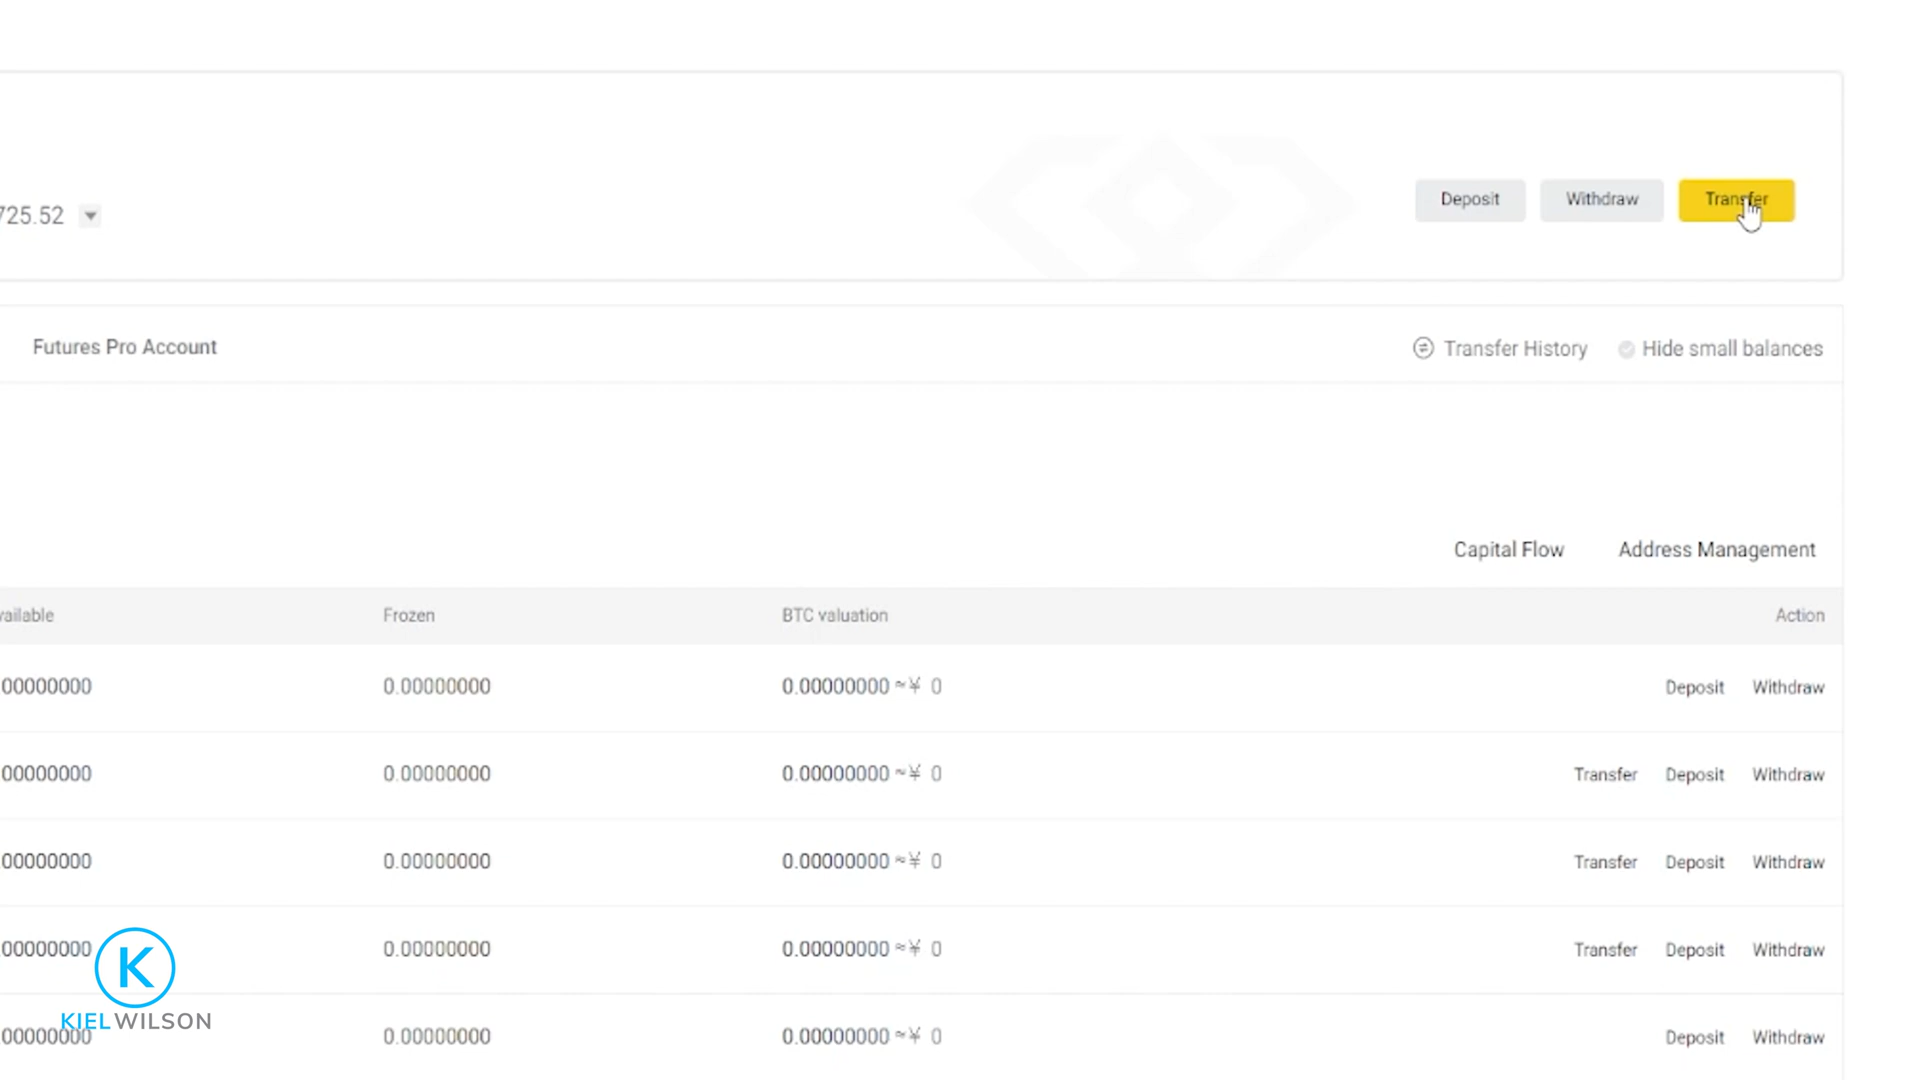 Deposit Withdraw Transfer
725.52
Futures Pro Account Transfer History Hide small balances
Capital Flow Address Management
Frozen BTC valuation Action
00000000 0.00000000 0.00000000 ≈¥ 0 Deposit Withdraw
00000000 0.00000000 0.00000000 ≈¥ 0 Transfer Deposit Withdraw
00000000 0.00000000 0.00000000 ≈¥ 0 Transfer Deposit Withdraw
00000000 0.00000000 0.00000000 ≈¥ 0 Transfer Deposit Withdraw
K
KIELWILSON
00000000 0.00000000 0.00000000 ≈¥ 0 Deposit Withdraw